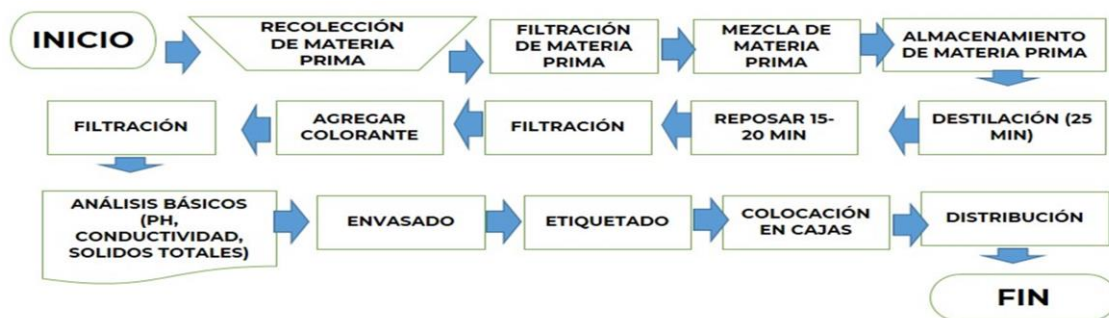 INICIO
RECOLECCIÓN
DE MATERIA
PRIMA
FILTRACIÓN
DE MATERIA
PRIMA
MEZCLA DE
MATERIA
PRIMA
ALMACENAMIENTO
DE MATERIA PRIMA
DESTILACIÓN (25
MIN)
REPOSAR 15-
20 MIN
FILTRACIÓN
AGREGAR
COLORANTE
FILTRACIÓN
ANÁLISIS BÁSICOS
(PH,
CONDUCTIVIDAD,
SOLIDOS TOTALES)
ENVASADO
ETIQUETADO
COLOCACIÓN
EN CAJAS
DISTRIBUCIÓN
FIN